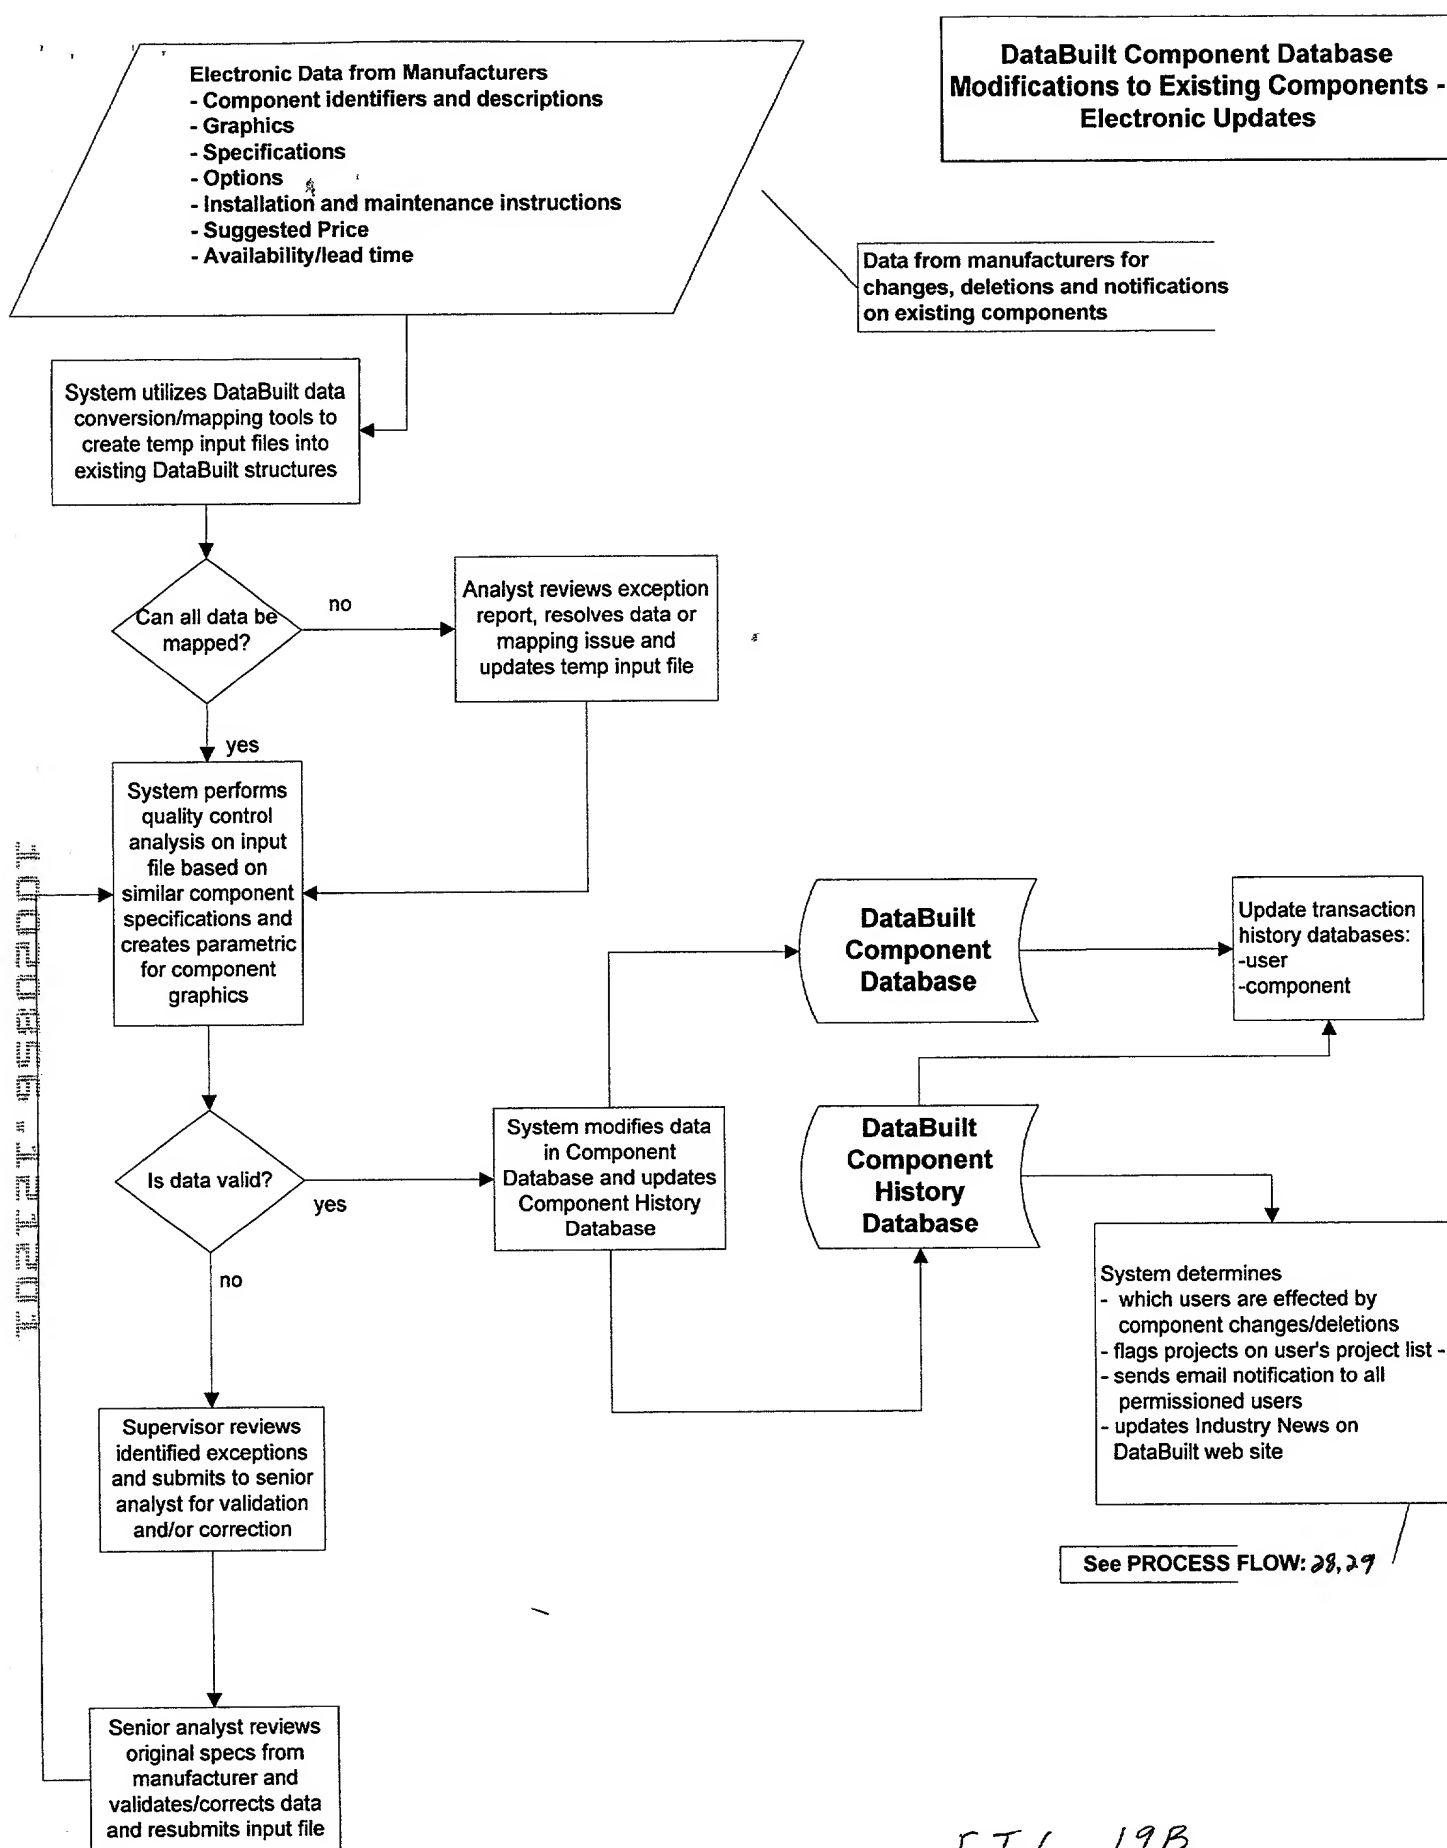 DataBuilt Component Database
Modifications to Existing Components -
Electronic Updates
Electronic Data from Manufacturers
- Component identifiers and descriptions
- Graphics
- Specifications
- Options
- Installation and maintenance instructions
- Suggested Price
- Availability/lead time
Data from manufacturers for
changes, deletions and notifications
on existing components
System utilizes DataBuilt data
conversion/mapping tools to
create temp input files into
existing DataBuilt structures
Can all data be
mapped?
no
Analyst reviews exception
report, resolves data or
mapping issue and
updates temp input file
yes
System performs
quality control
analysis on input
file based on
similar component
specifications and
creates parametric
for component
graphics
DataBuilt
Component
Database
Update transaction
history databases:
-user
-component
Is data valid?
yes
System modifies data
in Component
Database and updates
Component History
Database
DataBuilt
Component
History
Database
no
System determines
- which users are effected by
component changes/deletions
- flags projects on user's project list -
- sends email notification to all
permissioned users
- updates Industry News on
DataBuilt web site
Supervisor reviews
identified exceptions
and submits to senior
analyst for validation
and/or correction
See PROCESS FLOW: 28, 29
Senior analyst reviews
original specs from
manufacturer and
validates/corrects data
and resubmits input file
19B